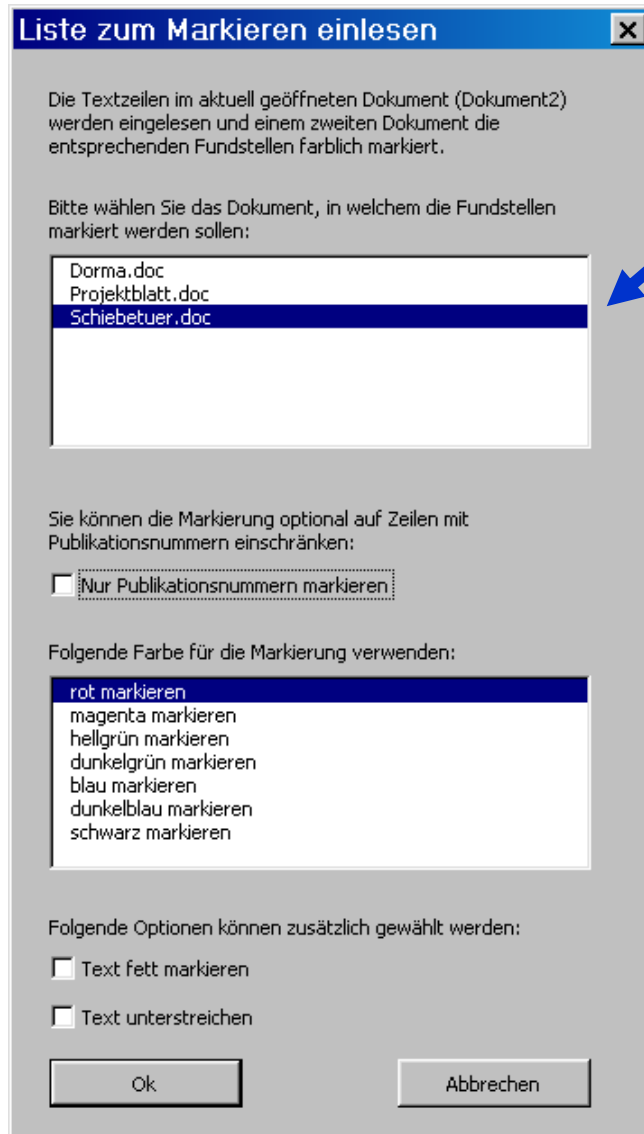 Liste zum Markieren einlesen
Die Textzeilen im aktuell geöffneten Dokument (Dokument2)
werden eingelesen und einem zweiten Dokument die
entsprechenden Fundstellen farblich markiert.
Bitte wählen Sie das Dokument, in welchem die Fundstellen
markiert werden sollen:
Dorma.doc
Projektblatt.doc
Schiebetuer.doc
Sie können die Markierung optional auf Zeilen mit
Publikationsnummern einschränken:
Nur Publikationsnummern markieren
Folgende Farbe für die Markierung verwenden:
rot markieren
magenta markieren
hellgrün markieren
dunkelgrün markieren
blau markieren
dunkelblau markieren
schwarz markieren
Folgende Optionen können zusätzlich gewählt werden:
Text fett markieren
Text unterstreichen
Ok Abbrechen